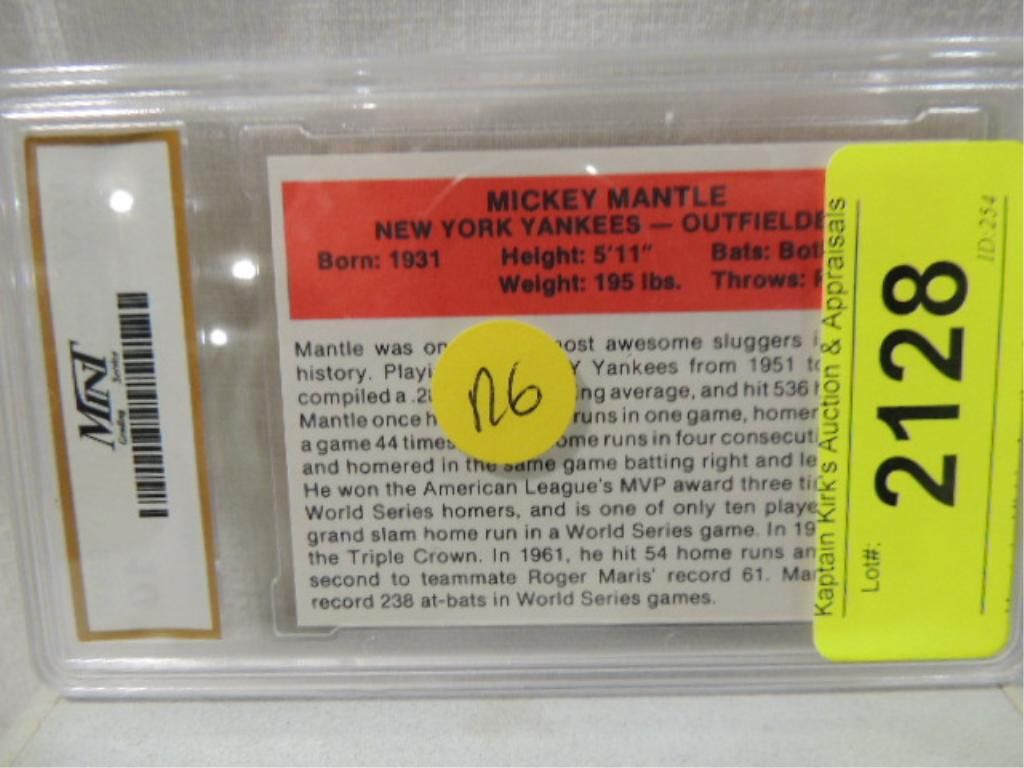 MINT
Grading Service
MICKEY MANTLE
NEW YORK YANKEES — OUTFIELDE
Born: 1931 Height: 5'11" Bats: Bot
Weight: 195 lbs. Throws:
Mantle was on ost awesome sluggers
history. Playi Y Yankees from 1951 to
compiled a .2 ng average, and hit 536
Mantle once h runs in one game, homer
a game 44 times ome runs in four consecuti
and homered in the same game batting right and le
He won the American League's MVP award three ti
World Series homers, and is one of only ten playe
grand slam home run in a World Series game. In 19
the Triple Crown. In 1961, he hit 54 home runs an
second to teammate Roger Maris' record 61. Ma
record 238 at-bats in World Series games.
n6
Kaptain Kirk's Auction & Appraisals
Lot#:
2128
ID:254